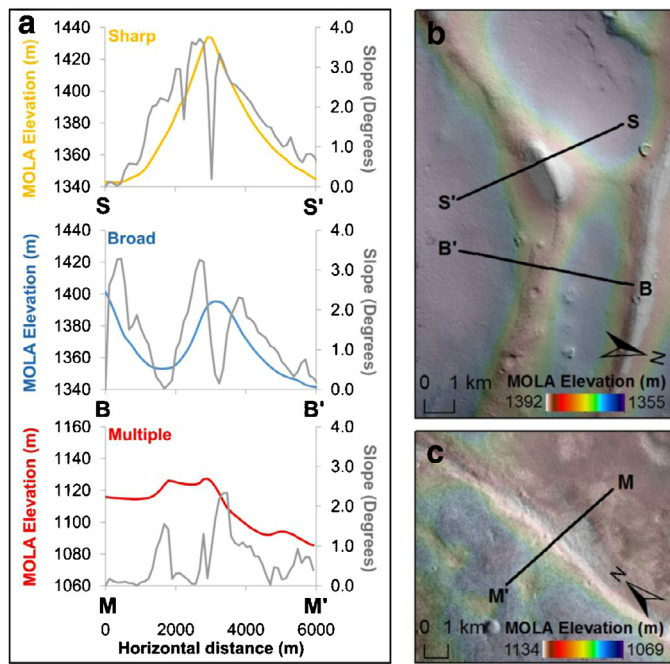 a
1440
1420
1400
1380
1360
1340
MOLA Elevation (m)
Sharp
4.0
3.0
2.0
1.0
0.0
Slope (Degrees)
S
S'
1440
1420
1400
1380
1360
1340
MOLA Elevation (m)
Broad
4.0
3.0
2.0
1.0
0.0
Slope (Degrees)
B
B'
1160
1140
1120
1100
1080
1060
MOLA Elevation (m)
Multiple
4.0
3.0
2.0
1.0
0.0
Slope (Degrees)
M
M'
0 2000 4000 6000
Horizontal distance (m)
b
S
S'
B'
B
N
0 1 km
MOLA Elevation (m)
1392 1355
c
M
M'
N
0 1 km
MOLA Elevation (m)
1134 1069